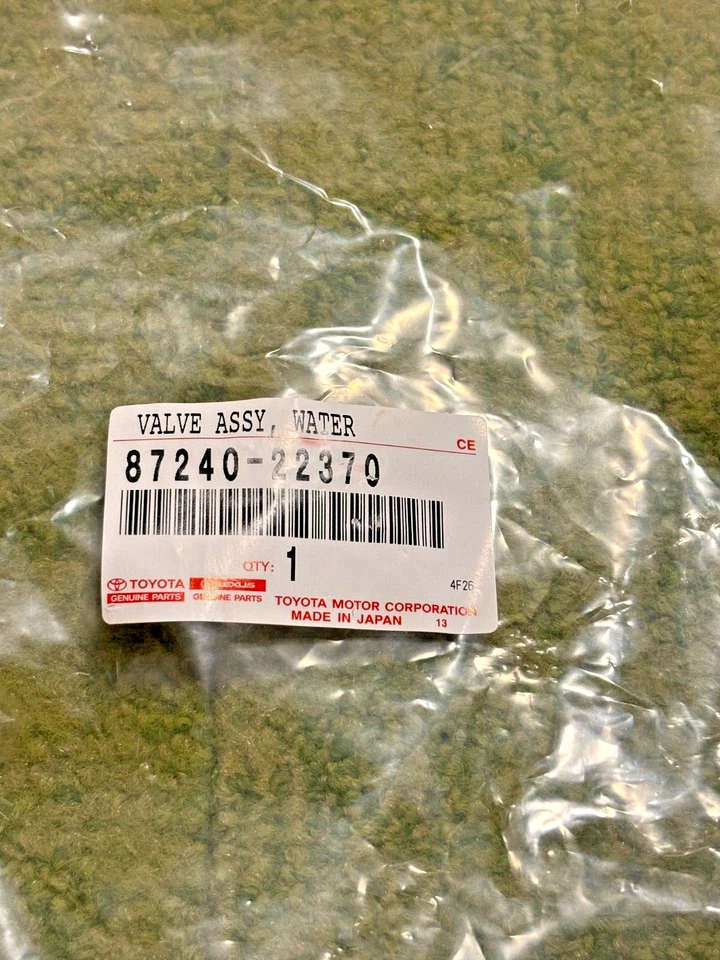 VALVE ASSY, WATER
CE
87240-22370
QTY: 1
4F26
TOYOTA LEXUS
GENUINE PARTS GENUINE PARTS
TOYOTA MOTOR CORPORATION
MADE IN JAPAN 13